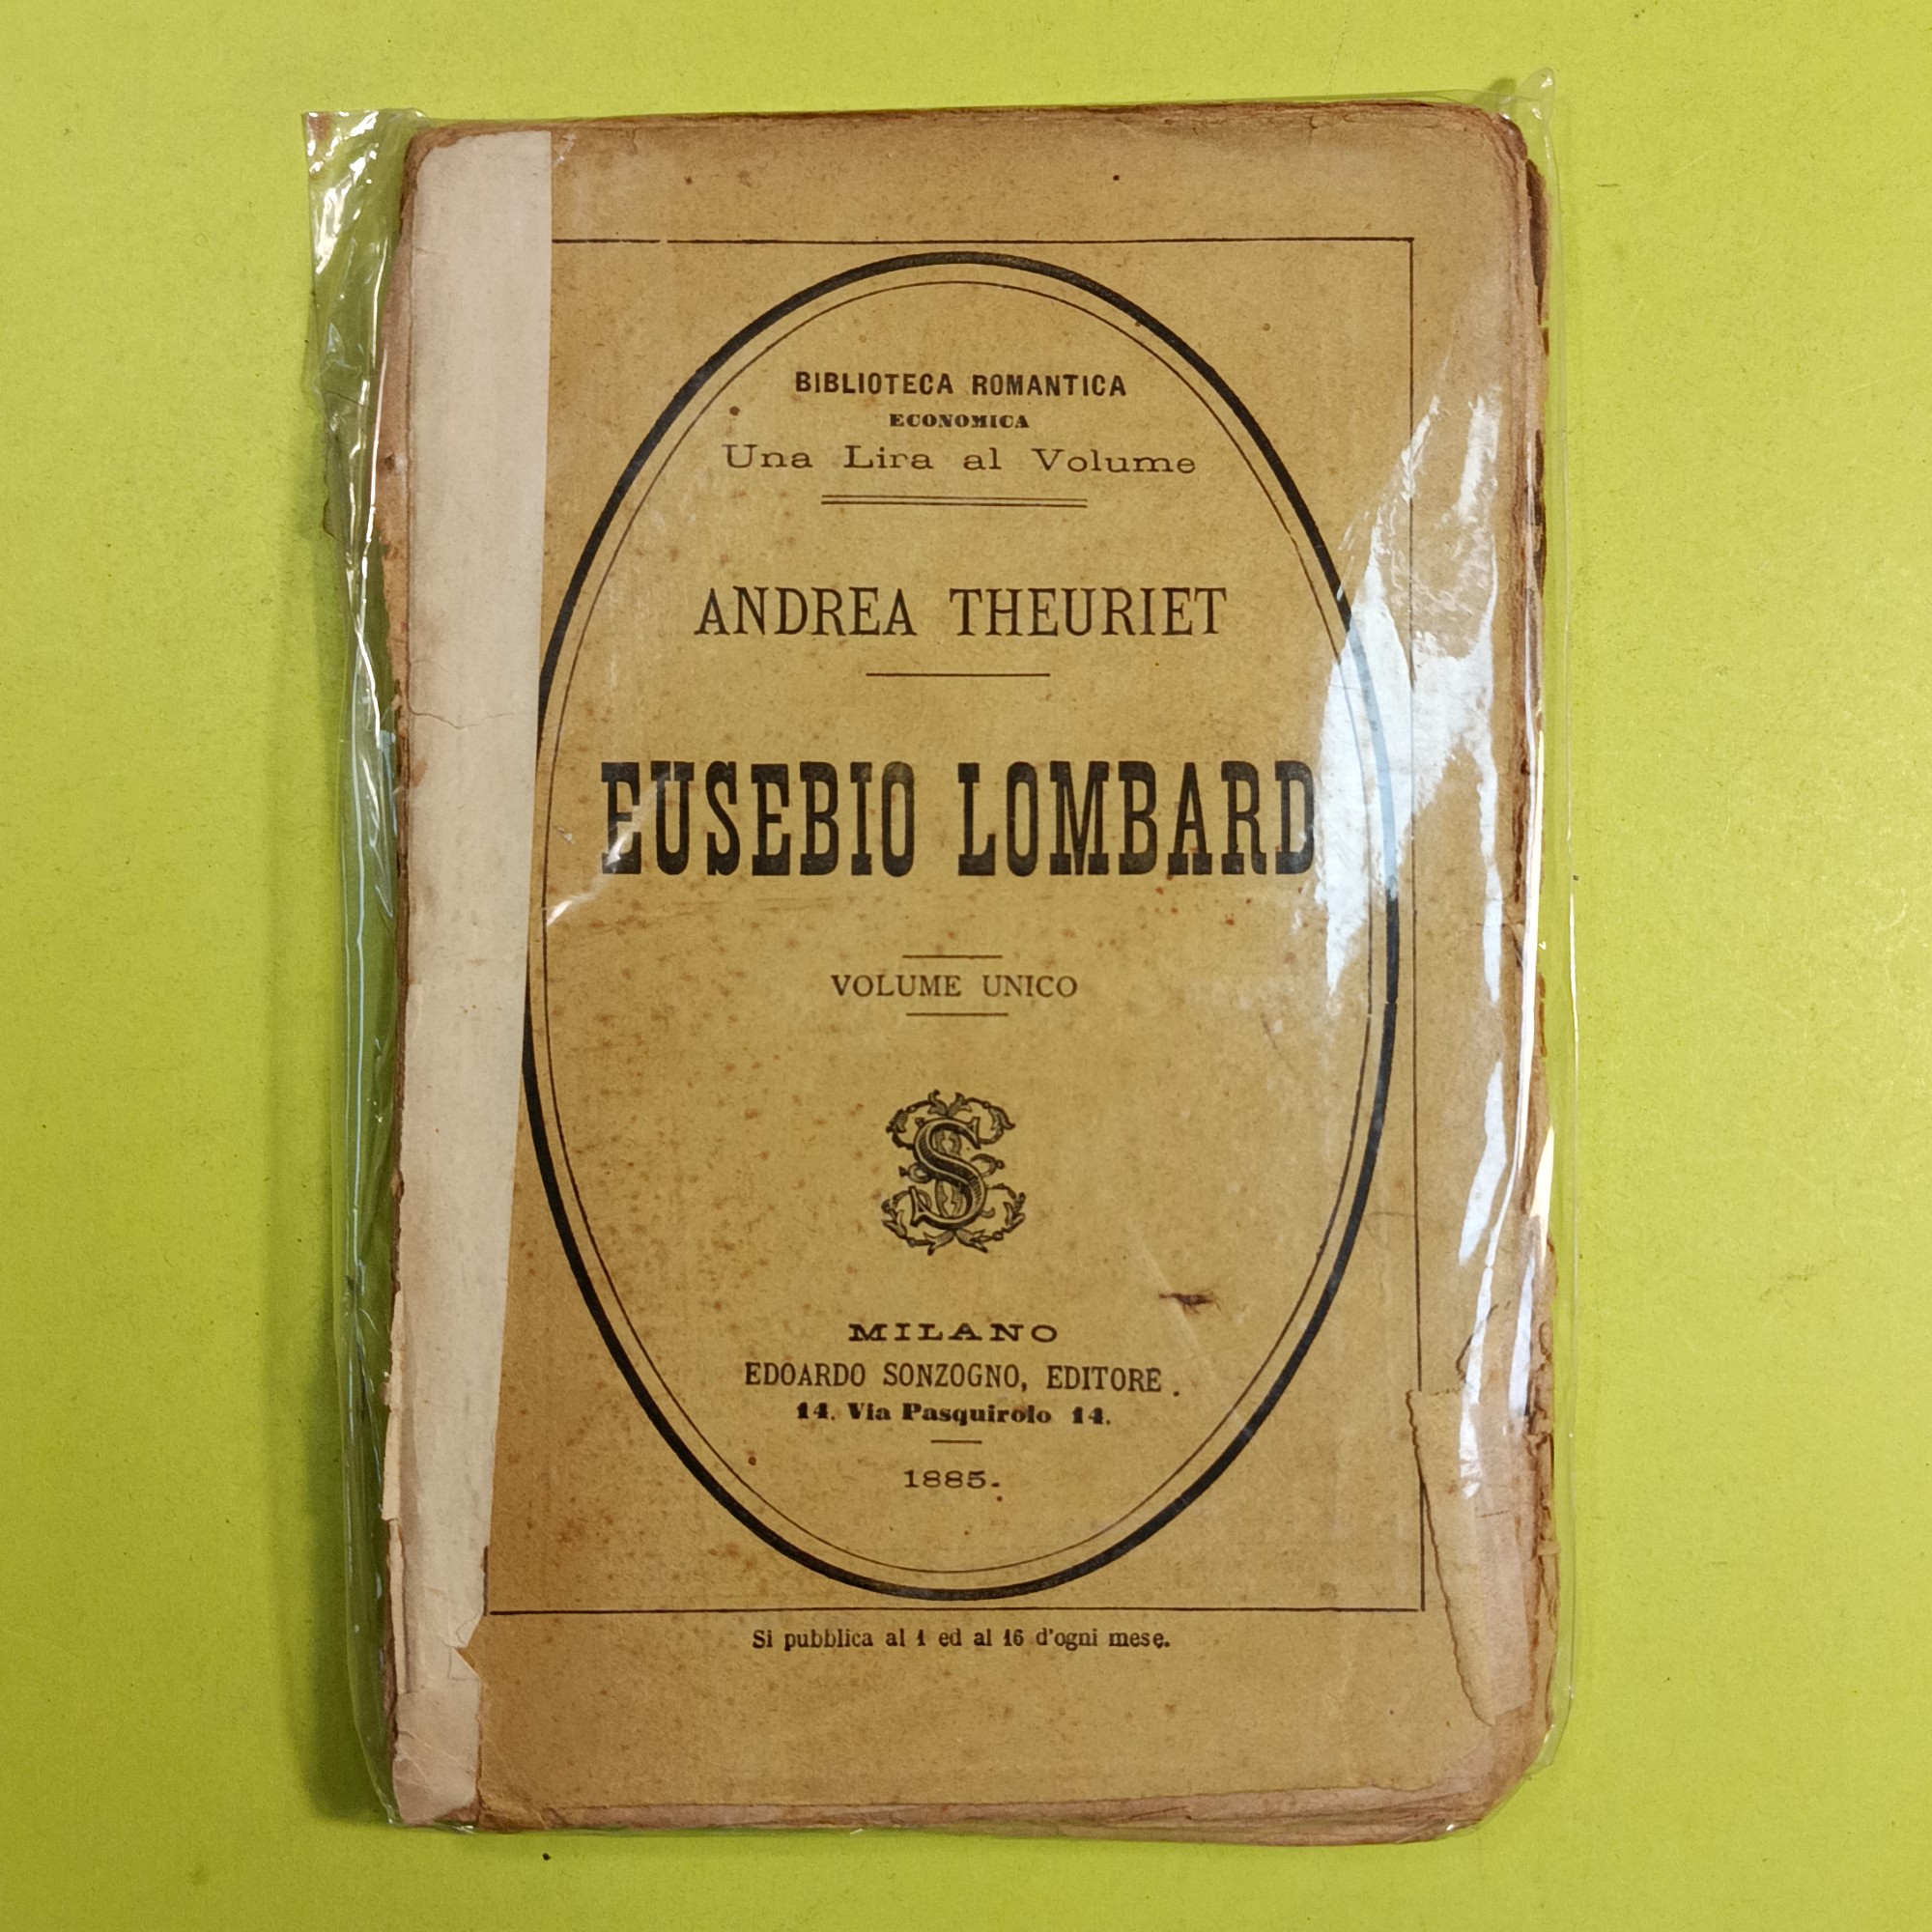 BIBLIOTECA ROMANTICA
ECONOMICA
Una Lira al Volume
ANDREA THEURIET
EUSEBIO LOMBARD
VOLUME UNICO
S
MILANO
EDOARDO SONZOGNO, EDITORE.
14. Via Pasquirolo 14.
1885.
Si pubblica al 1 ed al 16 d'ogni mese.